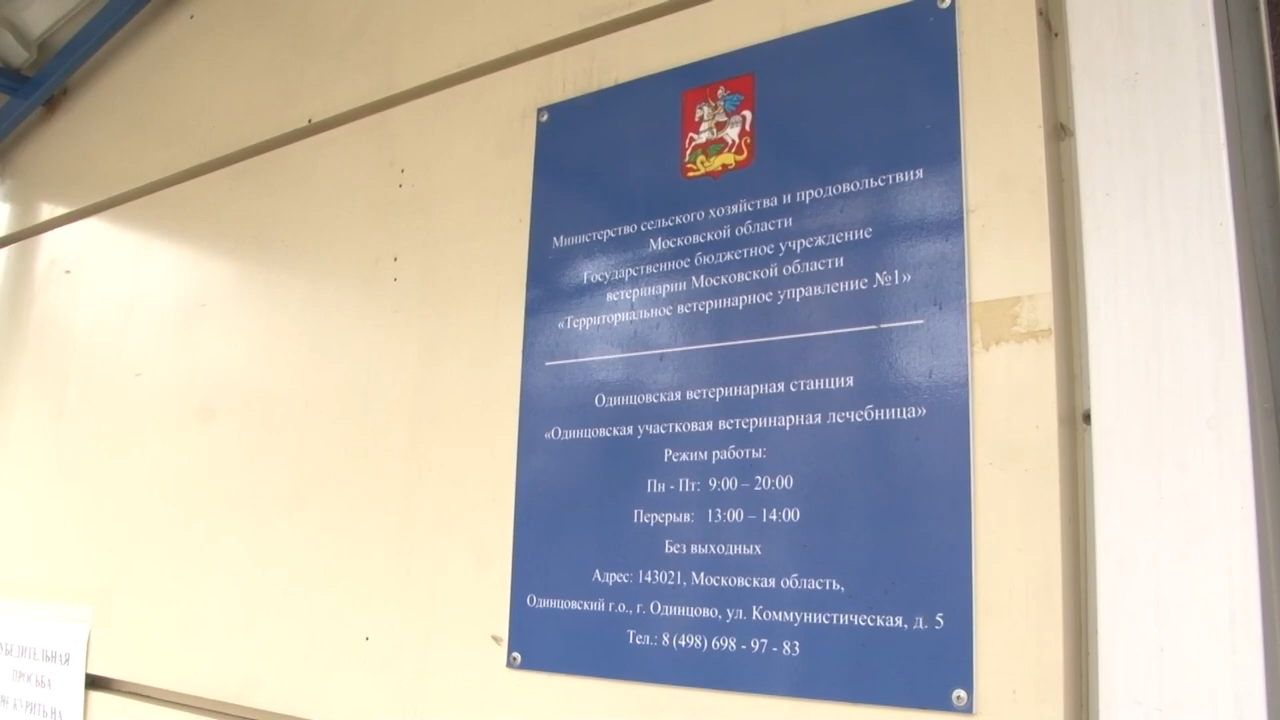 Министерство сельского хозяйства и продовольствия
Московской области
Государственное бюджетное учреждение
ветеринарии Московской области
«Территориальное ветеринарное управление №1»
Одинцовская ветеринарная станция
«Одинцовская участковая ветеринарная лечебница»
Режим работы:
Пн - Пт: 9:00 – 20:00
Перерыв: 13:00 – 14:00
Без выходных
Адрес: 143021, Московская область,
Одинцовский г.о., г. Одинцово, ул. Коммунистическая, д. 5
Тел.: 8 (498) 698 - 97 - 83
ПРОСЬБА
КУРИТЬ НА